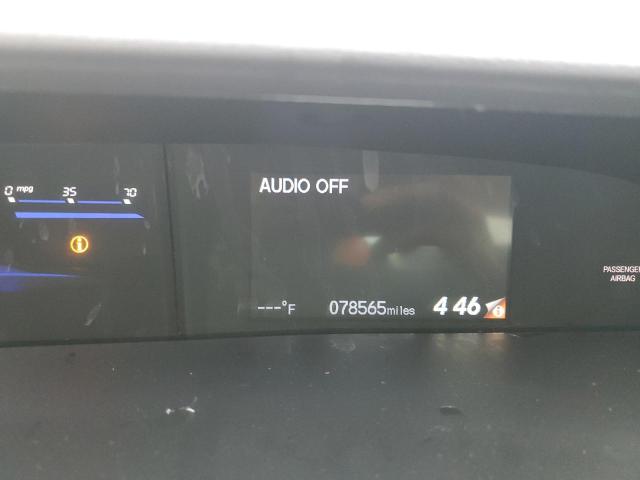 0 mpg 35 70
AUDIO OFF
PASSENGER
AIRBAG
---°F 078565miles 4 46